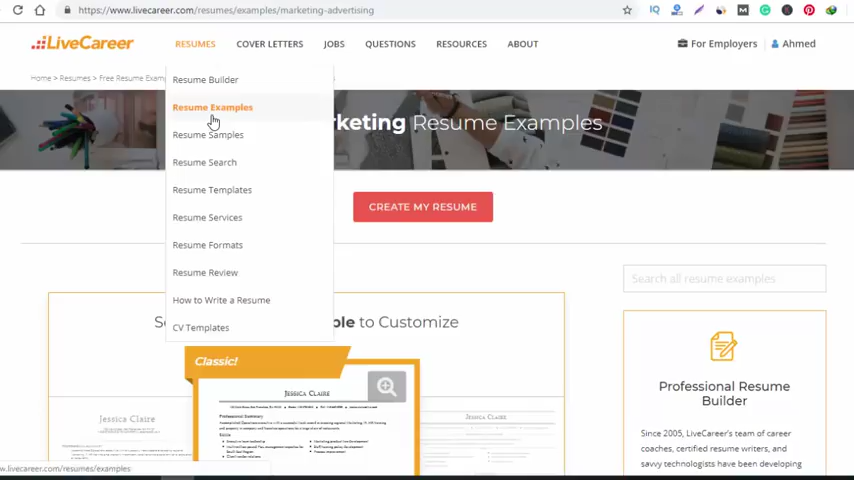 https://www.livecareer.com/resumes/examples/marketing-advertising
LiveCareer
RESUMES
COVER LETTERS
JOBS
QUESTIONS
RESOURCES
ABOUT
For Employers
Ahmed
Home > Resumes > Free Resume Exam
Resume Builder
Resume Examples
Resume Samples
Resume Search
Resume Templates
Resume Services
Resume Formats
Resume Review
How to Write a Resume
CV Templates
rketing Resume Examples
CREATE MY RESUME
Search all resume examples
Se ple to Customize
Classic!
JESSICA CLAIRE
Professional Summary
Jessica Claire
JESSICA CLAIRE
Professional Resume
Builder
Since 2005, LiveCareer's team of career
coaches, certified resume writers, and
savvy technologists have been developing
w.livecareer.com/resumes/examples